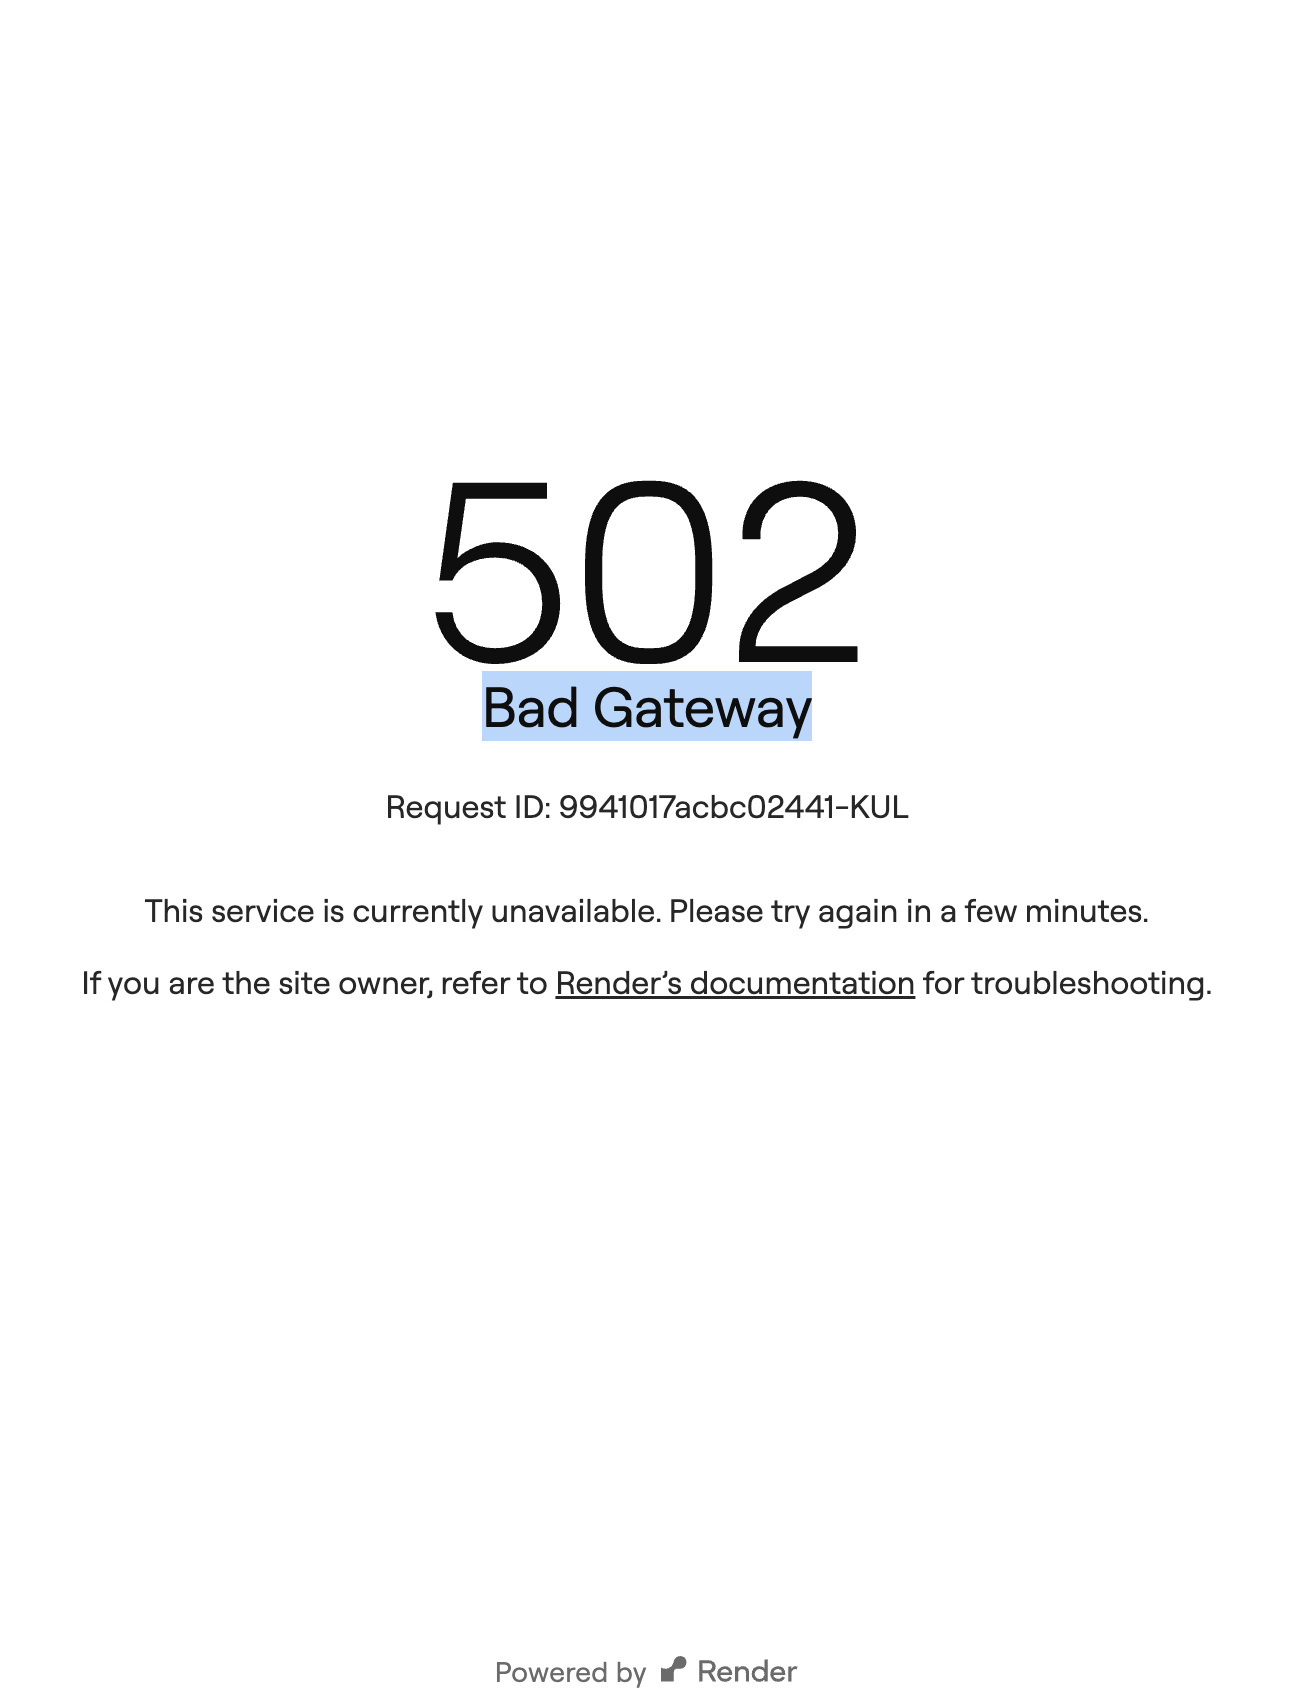 502
Bad Gateway
Request ID: 9941017acbc02441-KUL
This service is currently unavailable. Please try again in a few minutes.
If you are the site owner, refer to Render’s documentation for troubleshooting.
Powered by Render